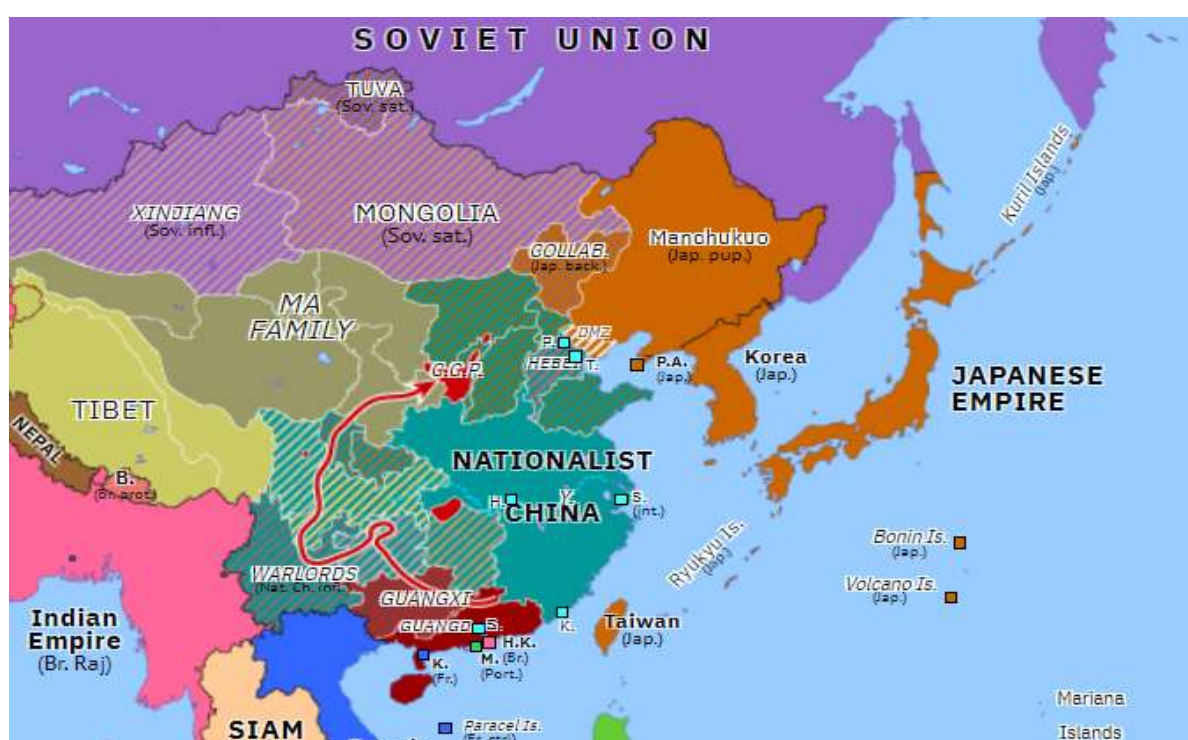 SOVIET UNION
TUVA
(Sov. sat.)
Kuril Islands
(Jap.)
XINJIANG
(Sov. infl.)
MONGOLIA
(Sov. sat.)
COLLAB.
(Jap. back.)
Manchukuo
(Jap. pup.)
MA
FAMILY
DMZ
P.
HEBEI
T.
P.A.
(Jap.)
Korea
(Jap.)
C.C.P.
JAPANESE
EMPIRE
TIBET
NEPAL
B.
(Br. prot.)
NATIONALIST
CHINA
H.
Y.
S.
(int.)
Ryukyu Is.
(Jap.)
Bonin Is.
(Jap.)
Volcano Is.
(Jap.)
WARLORDS
(Nat. Ch. infl.)
GUANGXI
GUANGD
S.
K.
Taiwan
(Jap.)
Indian
Empire
(Br. Raj)
H.K.
(Br.)
M.
(Port.)
K.
(Fr.)
SIAM
Paracel Is.
Mariana
Islands